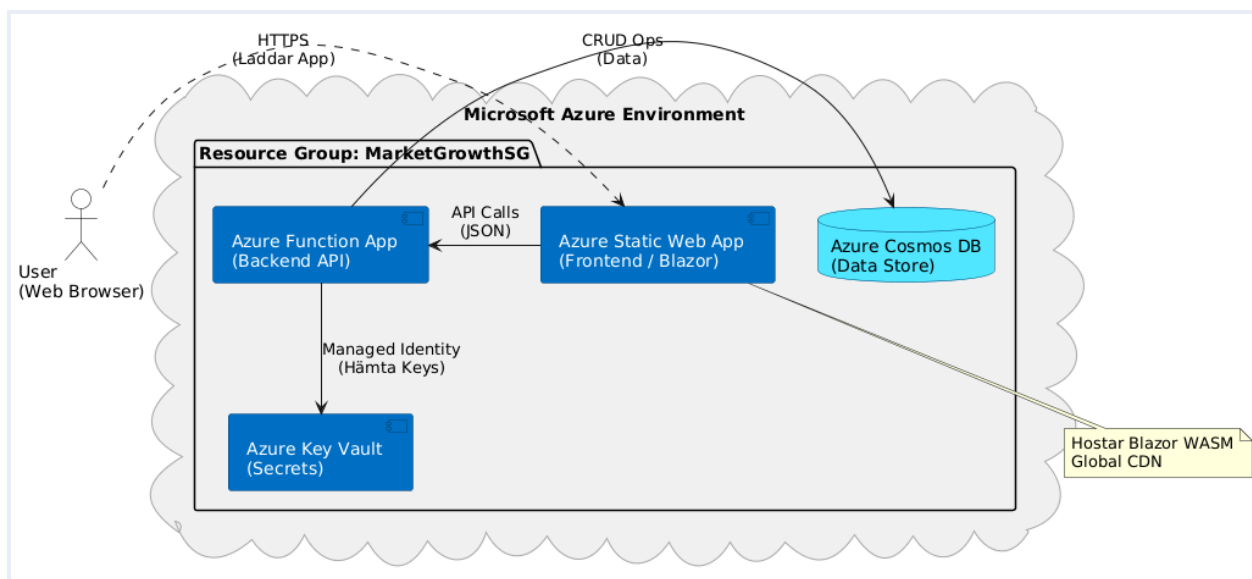 HTTPS
(Laddar App)
CRUD Ops
(Data)
Microsoft Azure Environment
Resource Group: MarketGrowthSG
User
(Web Browser)
Azure Function App
(Backend API)
API Calls
(JSON)
Azure Static Web App
(Frontend / Blazor)
Azure Cosmos DB
(Data Store)
Managed Identity
(Hämta Keys)
Azure Key Vault
(Secrets)
Hostar Blazor WASM
Global CDN